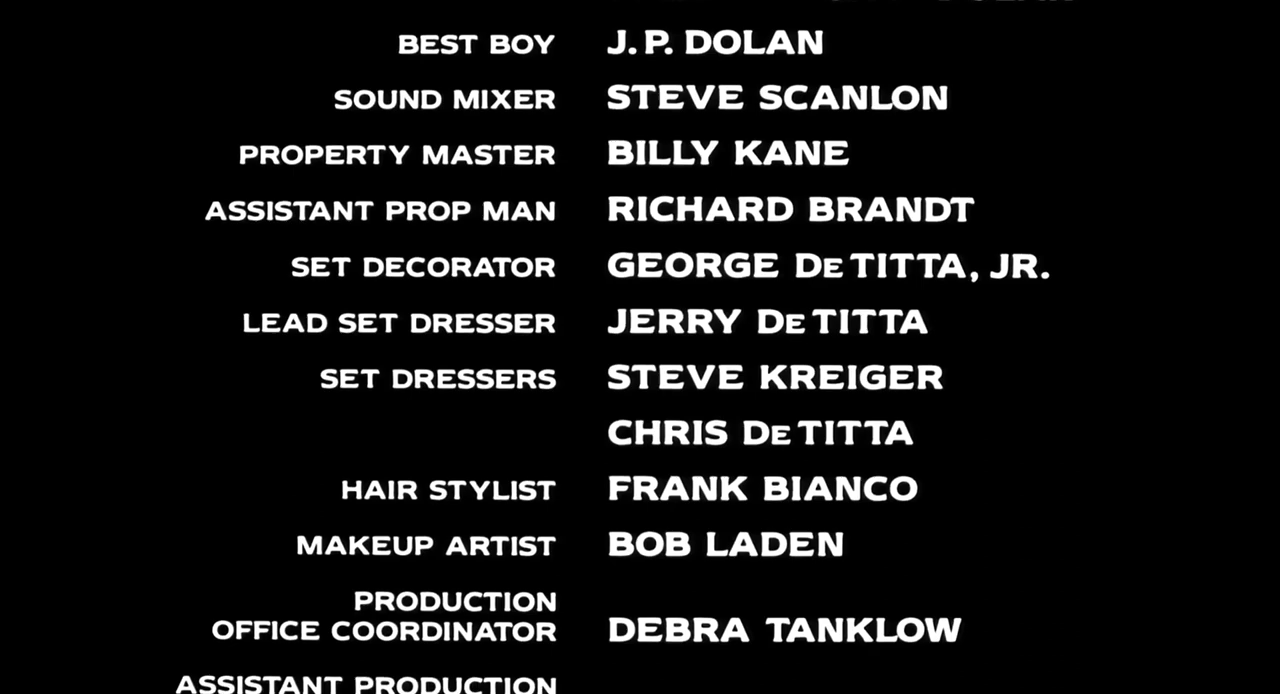 BEST BOY J. P. DOLAN
SOUND MIXER STEVE SCANLON
PROPERTY MASTER BILLY KANE
ASSISTANT PROP MAN RICHARD BRANDT
SET DECORATOR GEORGE DeTITTA, JR.
LEAD SET DRESSER JERRY DeTITTA
SET DRESSERS STEVE KREIGER
CHRIS DeTITTA
HAIR STYLIST FRANK BIANCO
MAKEUP ARTIST BOB LADEN
PRODUCTION
OFFICE COORDINATOR DEBRA TANKLOW
ASSISTANT PRODUCTION